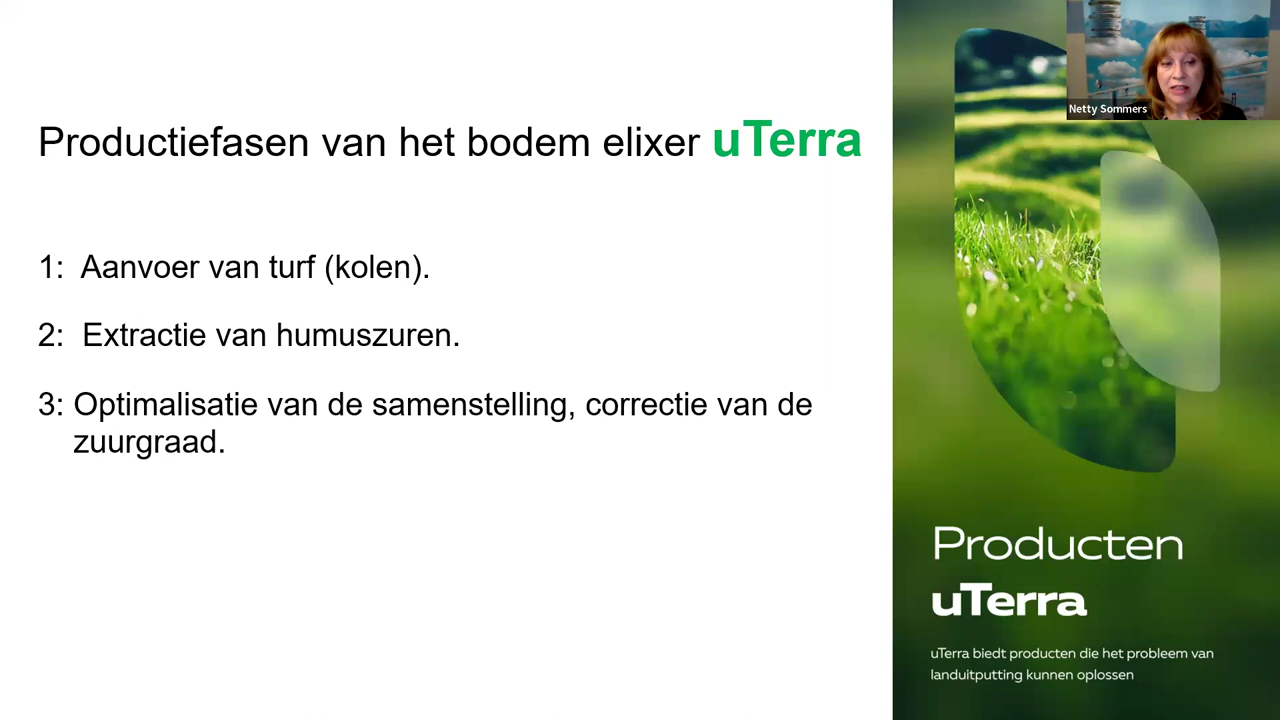 Netty Sommers
Productiefasen van het bodem elixer uTerra
1: Aanvoer van turf (kolen).
2: Extractie van humuszuren.
3: Optimalisatie van de samenstelling, correctie van de
zuurgraad.
Producten
uTerra
uTerra biedt producten die het probleem van
landuitputting kunnen oplossen